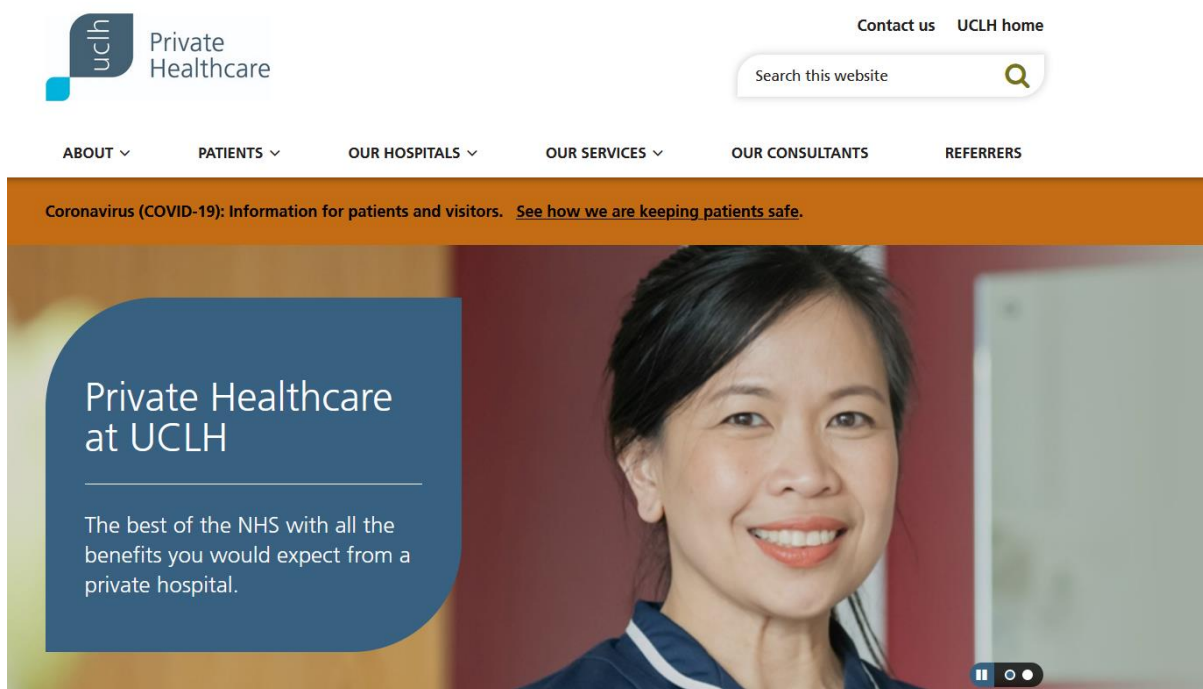 uclh
Private
Healthcare
Contact us UCLH home
Search this website
ABOUT PATIENTS OUR HOSPITALS OUR SERVICES OUR CONSULTANTS REFERRERS
Coronavirus (COVID-19): Information for patients and visitors. See how we are keeping patients safe.
Private Healthcare
at UCLH
The best of the NHS with all the
benefits you would expect from a
private hospital.